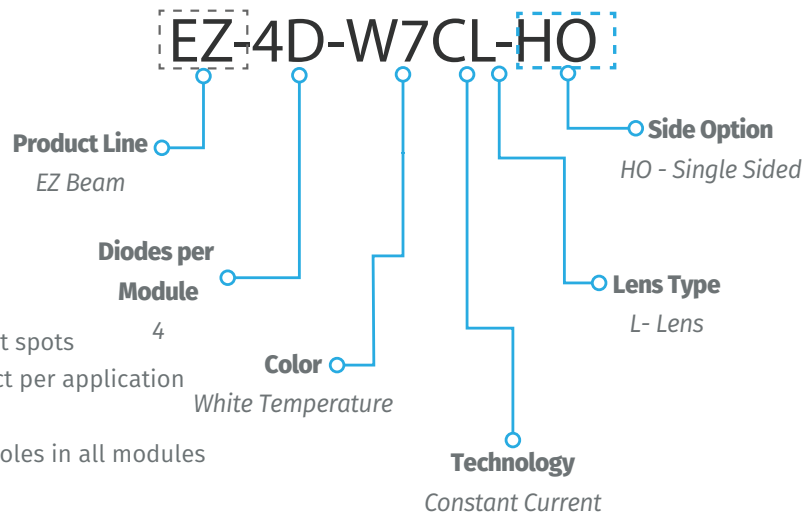 EZ-4D-W7CL-HO
Product Line
EZ Beam
Side Option
HO - Single Sided
Diodes per
Module
4
Lens Type
L- Lens
t spots
ct per application
Color
White Temperature
oles in all modules
Technology
Constant Current